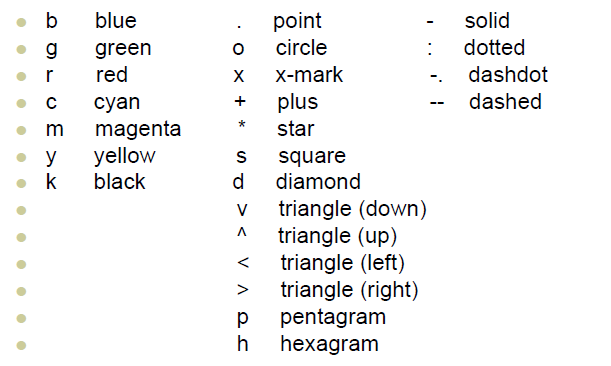 b blue . point - solid
g green o circle : dotted
r red x x-mark -. dashdot
c cyan + plus -- dashed
m magenta * star
y yellow s square
k black d diamond
v triangle (down)
^ triangle (up)
< triangle (left)
> triangle (right)
p pentagram
h hexagram